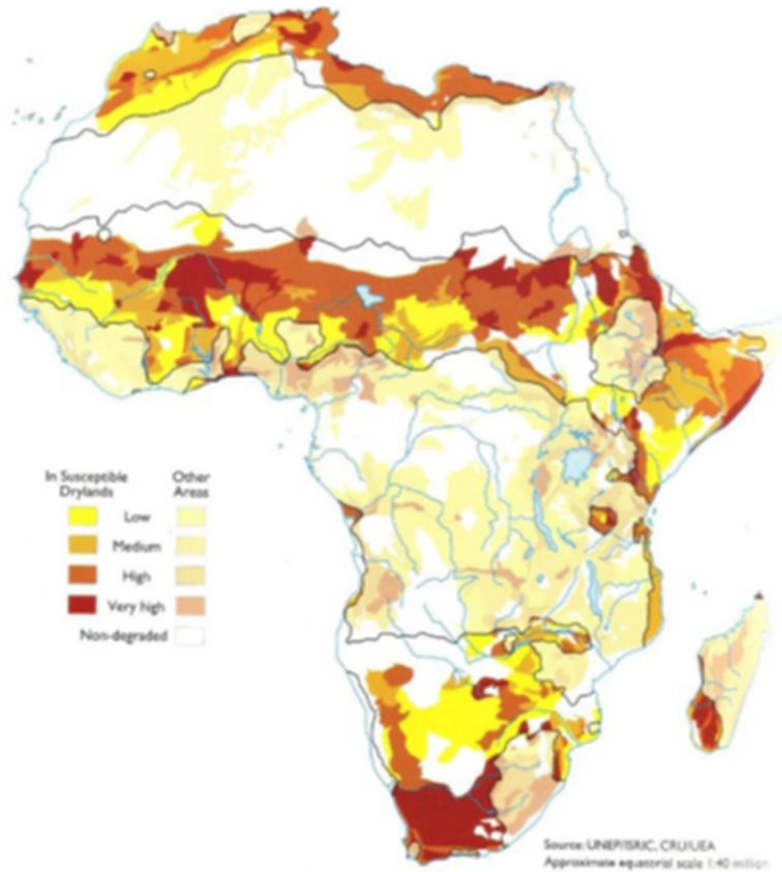 In Susceptible
Drylands
Other
Areas
Low
Medium
High
Very high
Non-degraded
Source: UNEP/ISRIC, CRU/UEA
Approximate equatorial scale 1:40 million